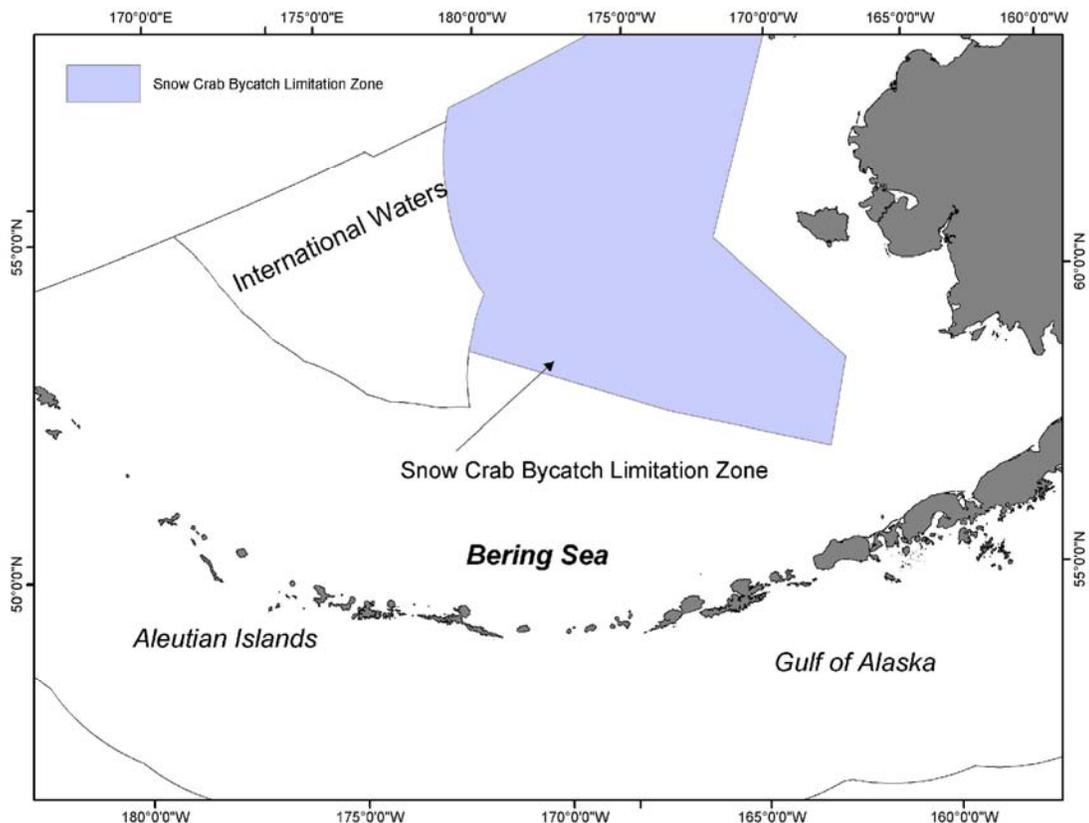 170°0'0"E 175°0'0"E 180°0'0"W 175°0'0"W 170°0'0"W 165°0'0"W 160°0'0"W
Snow Crab Bycatch Limitation Zone
International Waters
55°0'0"N
60°0'0"N
Snow Crab Bycatch Limitation Zone
Bering Sea
50°0'0"N
55°0'0"N
Aleutian Islands
Gulf of Alaska
180°0'0"W 175°0'0"W 170°0'0"W 165°0'0"W 160°0'0"W